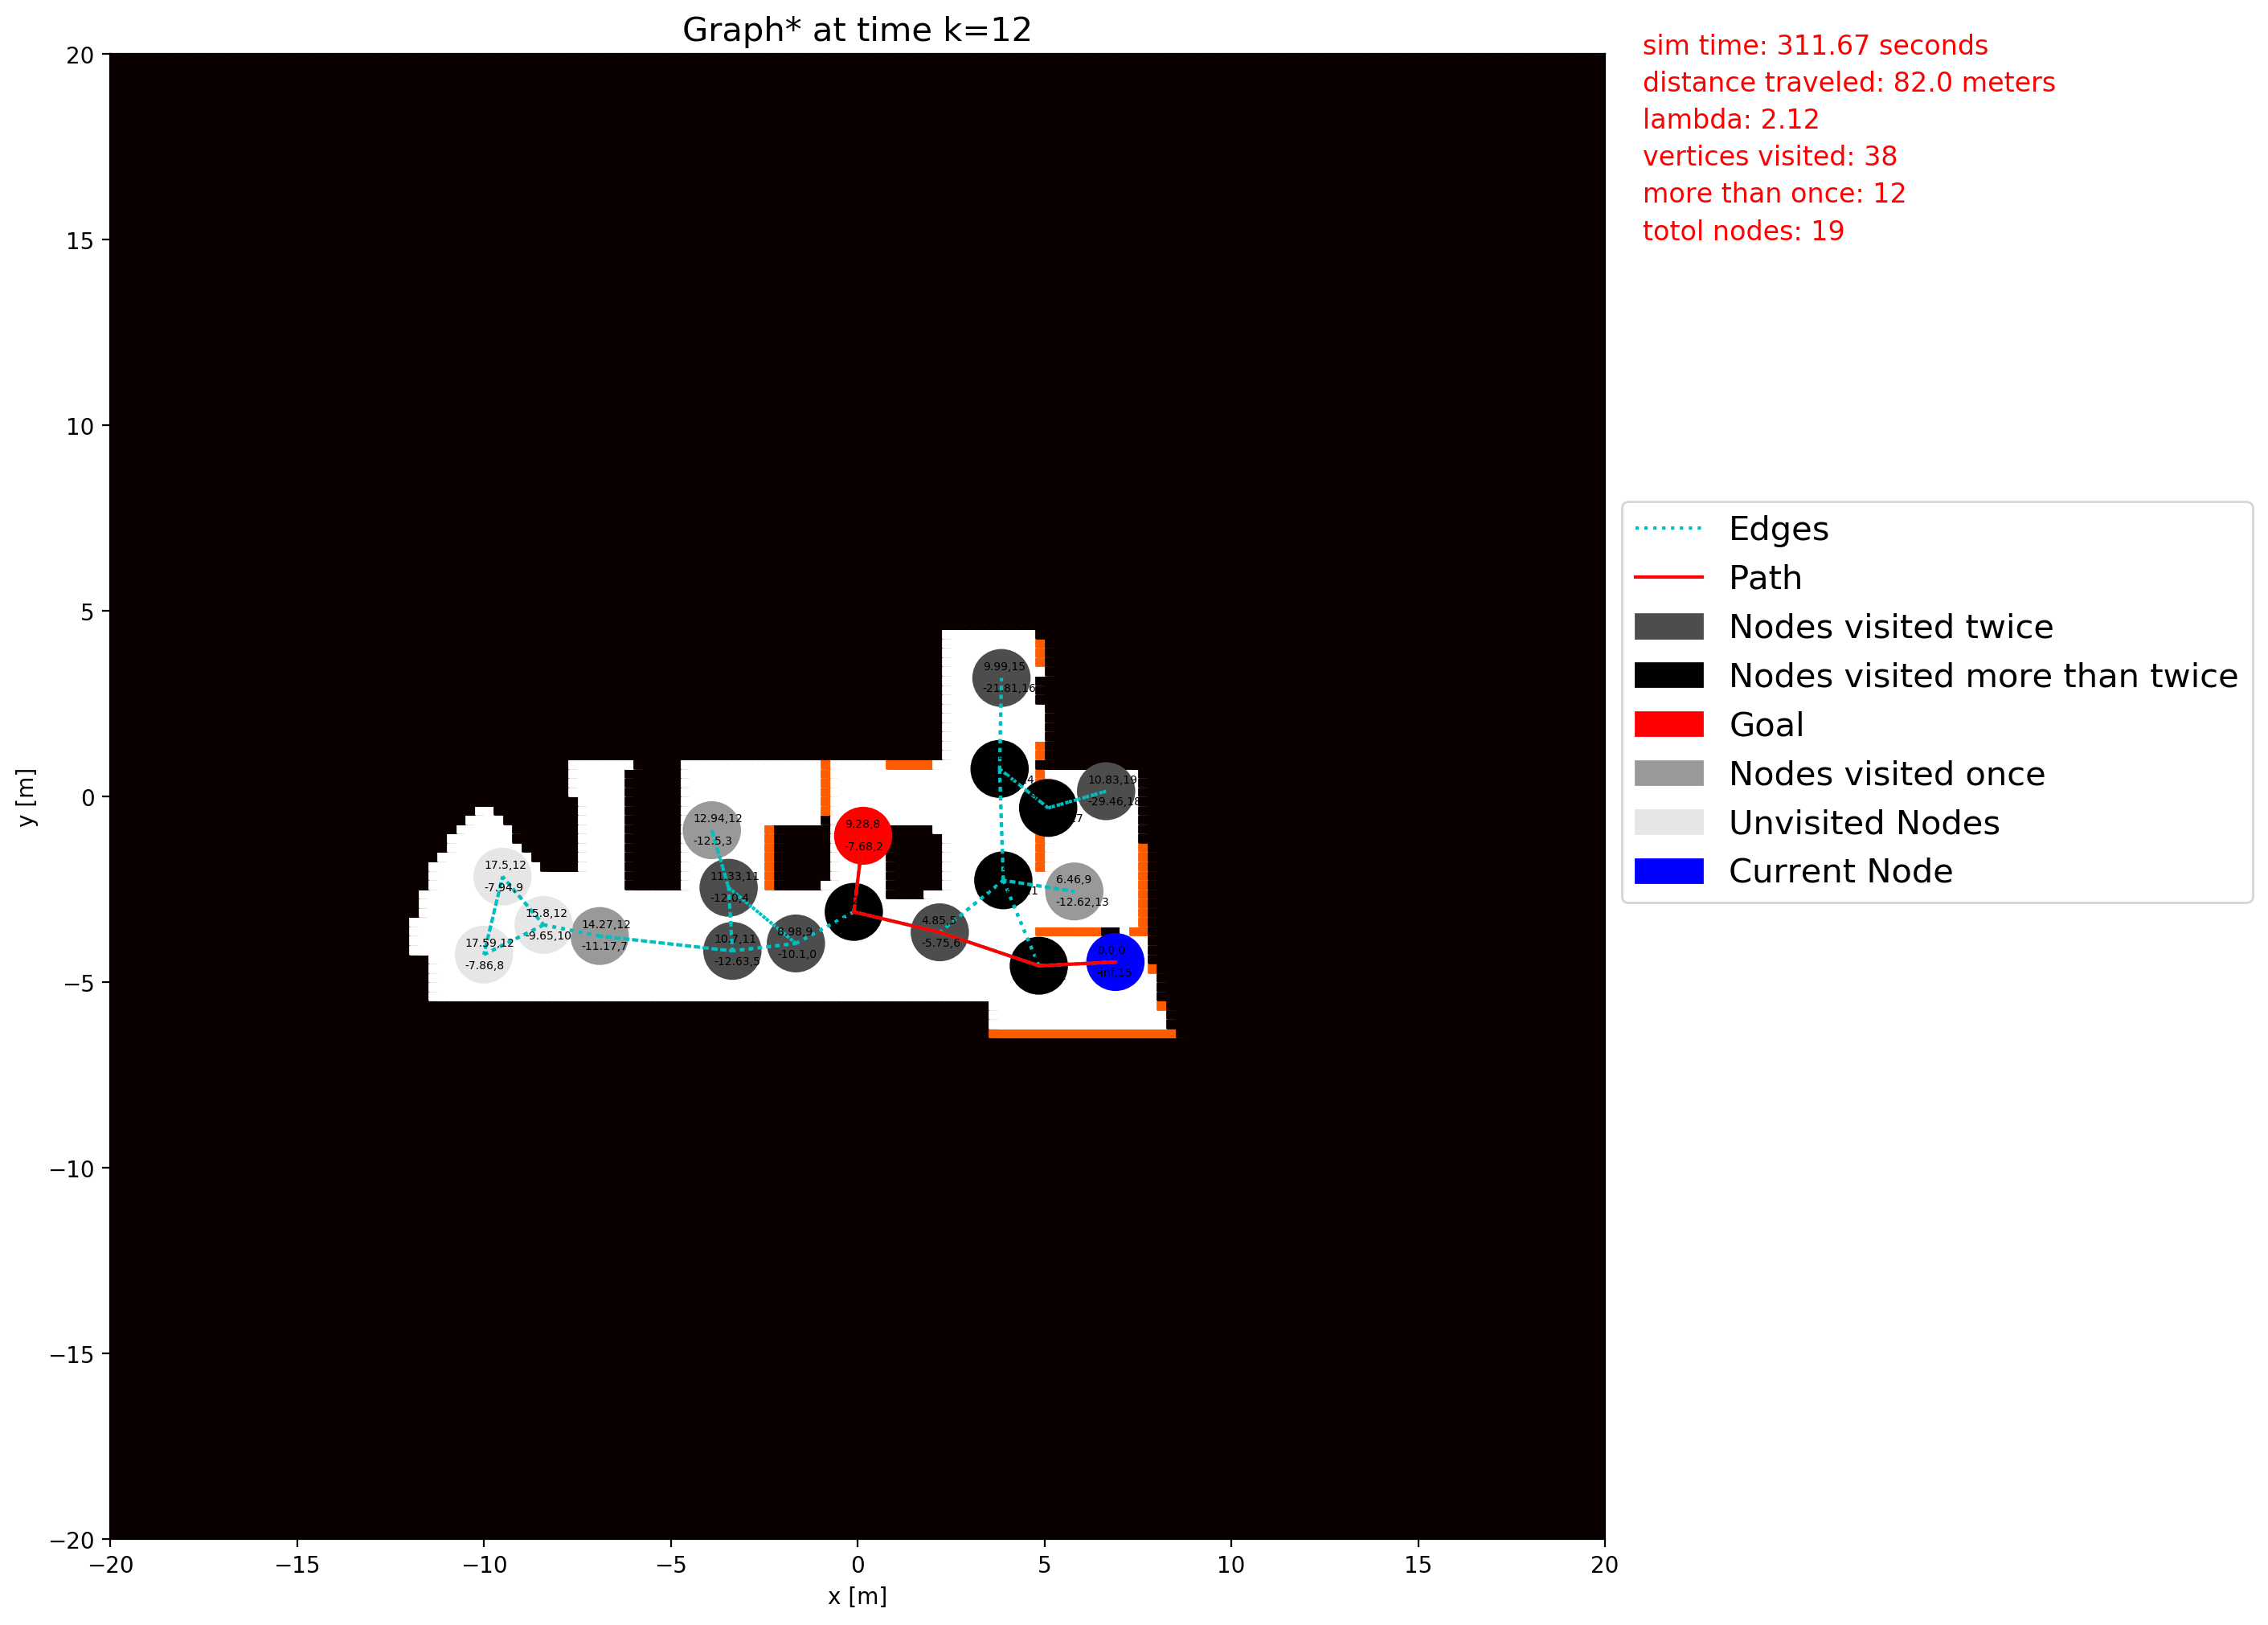 Graph* at time k=12
sim time: 311.67 seconds
distance traveled: 82.0 meters
lambda: 2.12
vertices visited: 38
more than once: 12
totol nodes: 19
20
15
10
5
0
−5
−10
−15
−20
y [m]
−20
−15
−10
−5
0
5
10
15
20
x [m]
9.99,15
-21.81,16
10.83,19
-29.46,18
12.94,12
-12.5,3
9.28,8
-7.68,2
17.5,12
-7.94,9
11.33,11
-12.0,4
6.46,9
-12.62,13
15.8,12
-9.65,10
14.27,12
-11.17,7
4.85,5
-5.75,6
8.98,9
-10.1,0
17.59,12
-7.86,8
10.7,11
-12.63,5
0.0,0
-inf,15
Edges
Path
Nodes visited twice
Nodes visited more than twice
Goal
Nodes visited once
Unvisited Nodes
Current Node